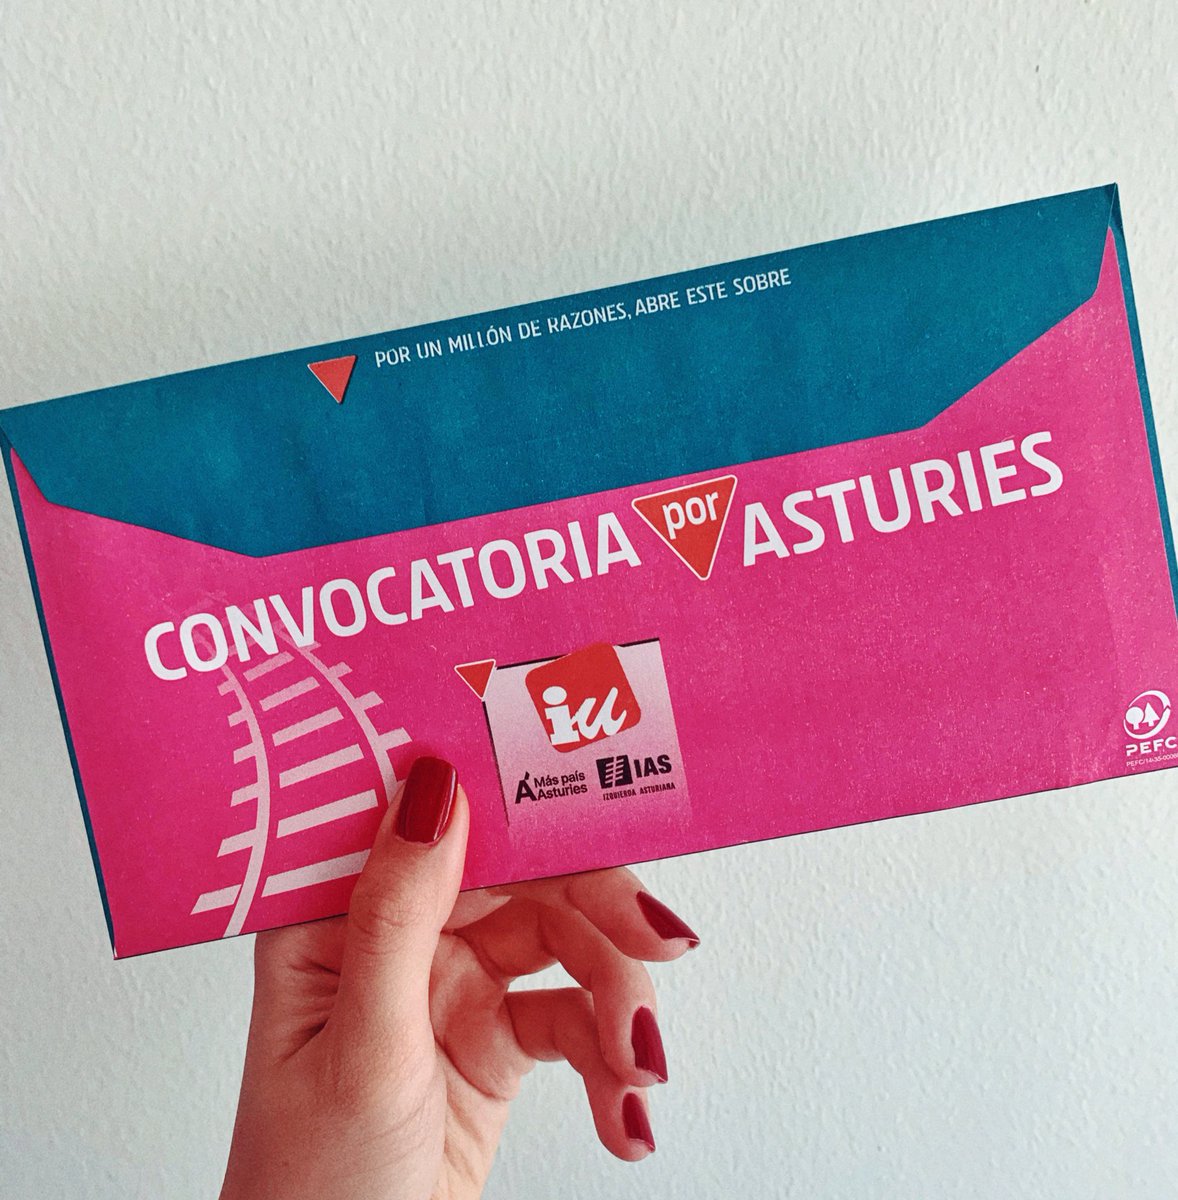 POR UN MILLÓN DE RAZONES, ABRE ESTE SOBRE
CONVOCATORIA por ASTURIES
iu
Más país
Asturies
IAS
IZQUIERDA ASTURIANA
PEFC